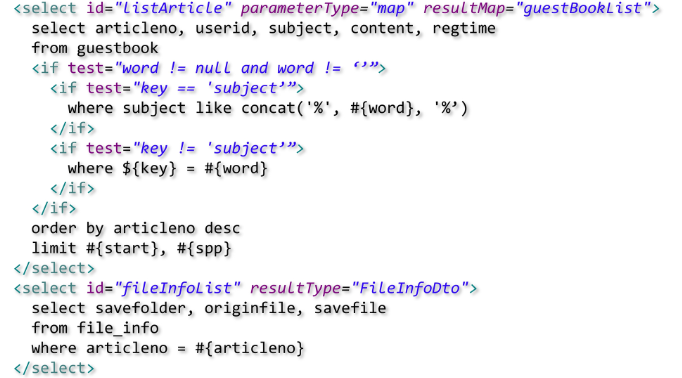 <select id="listArticle" parameterType="map" resultMap="guestBookList">
select articleno, userid, subject, content, regtime
from guestbook
<if test="word != null and word != ‘’”>
<if test="key == 'subject’”>
where subject like concat('%', #{word}, '%’)
</if>
<if test="key != 'subject’”>
where ${key} = #{word}
</if>
</if>
order by articleno desc
limit #{start}, #{spp}
</select>
<select id="fileInfoList" resultType="FileInfoDto">
select savefolder, originfile, savefile
from file_info
where articleno = #{articleno}
</select>